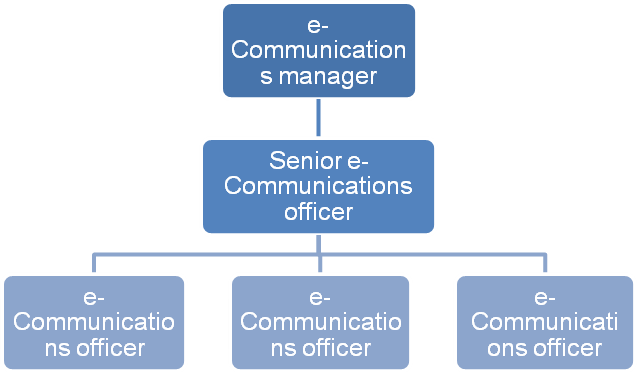 e-
Communication
s manager
Senior e-
Communications
officer
e-
Communicatio
ns officer
e-
Communicatio
ns officer
e-
Communicati
ons officer